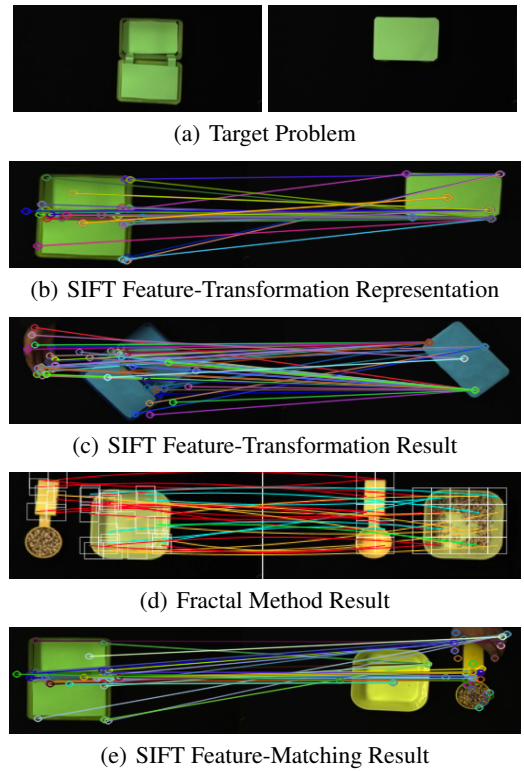 (a) Target Problem
(b) SIFT Feature-Transformation Representation
(c) SIFT Feature-Transformation Result
(d) Fractal Method Result
(e) SIFT Feature-Matching Result